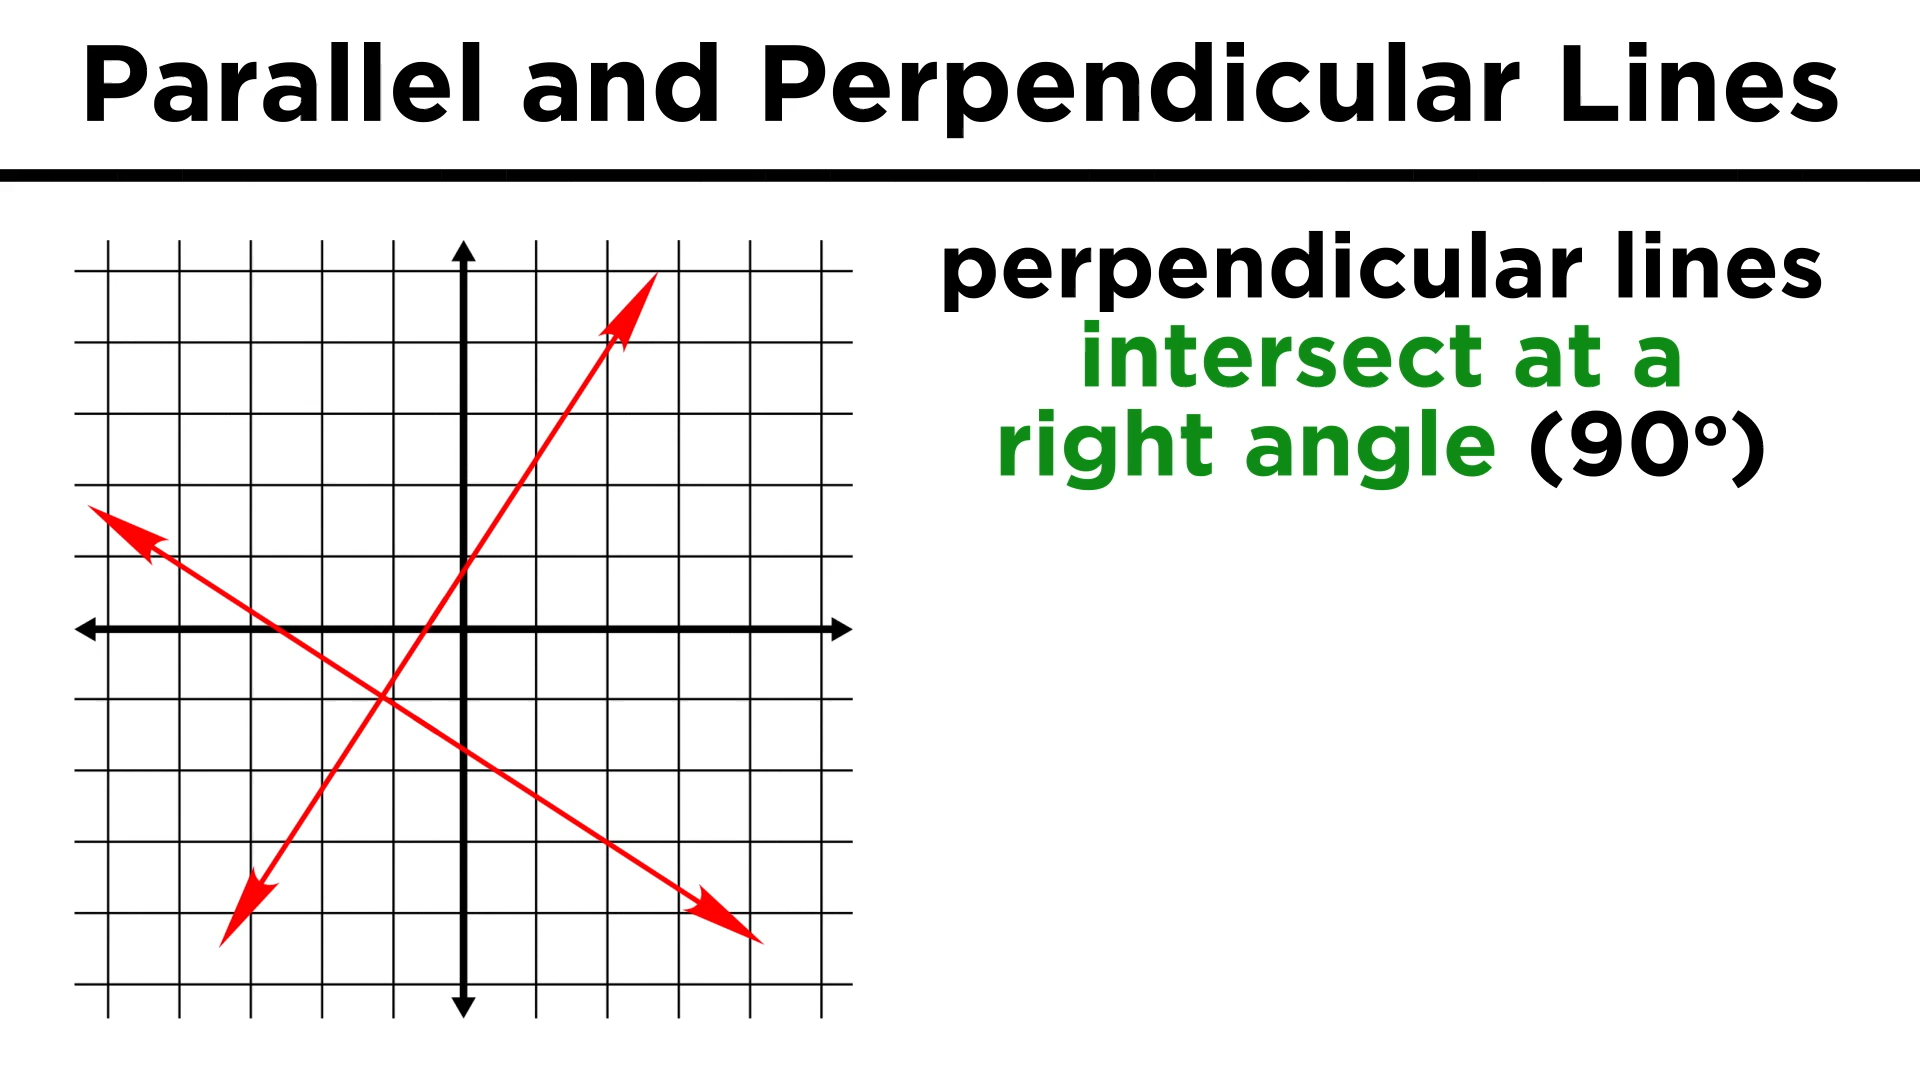 Parallel and Perpendicular Lines
perpendicular lines
intersect at a
right angle (90°)